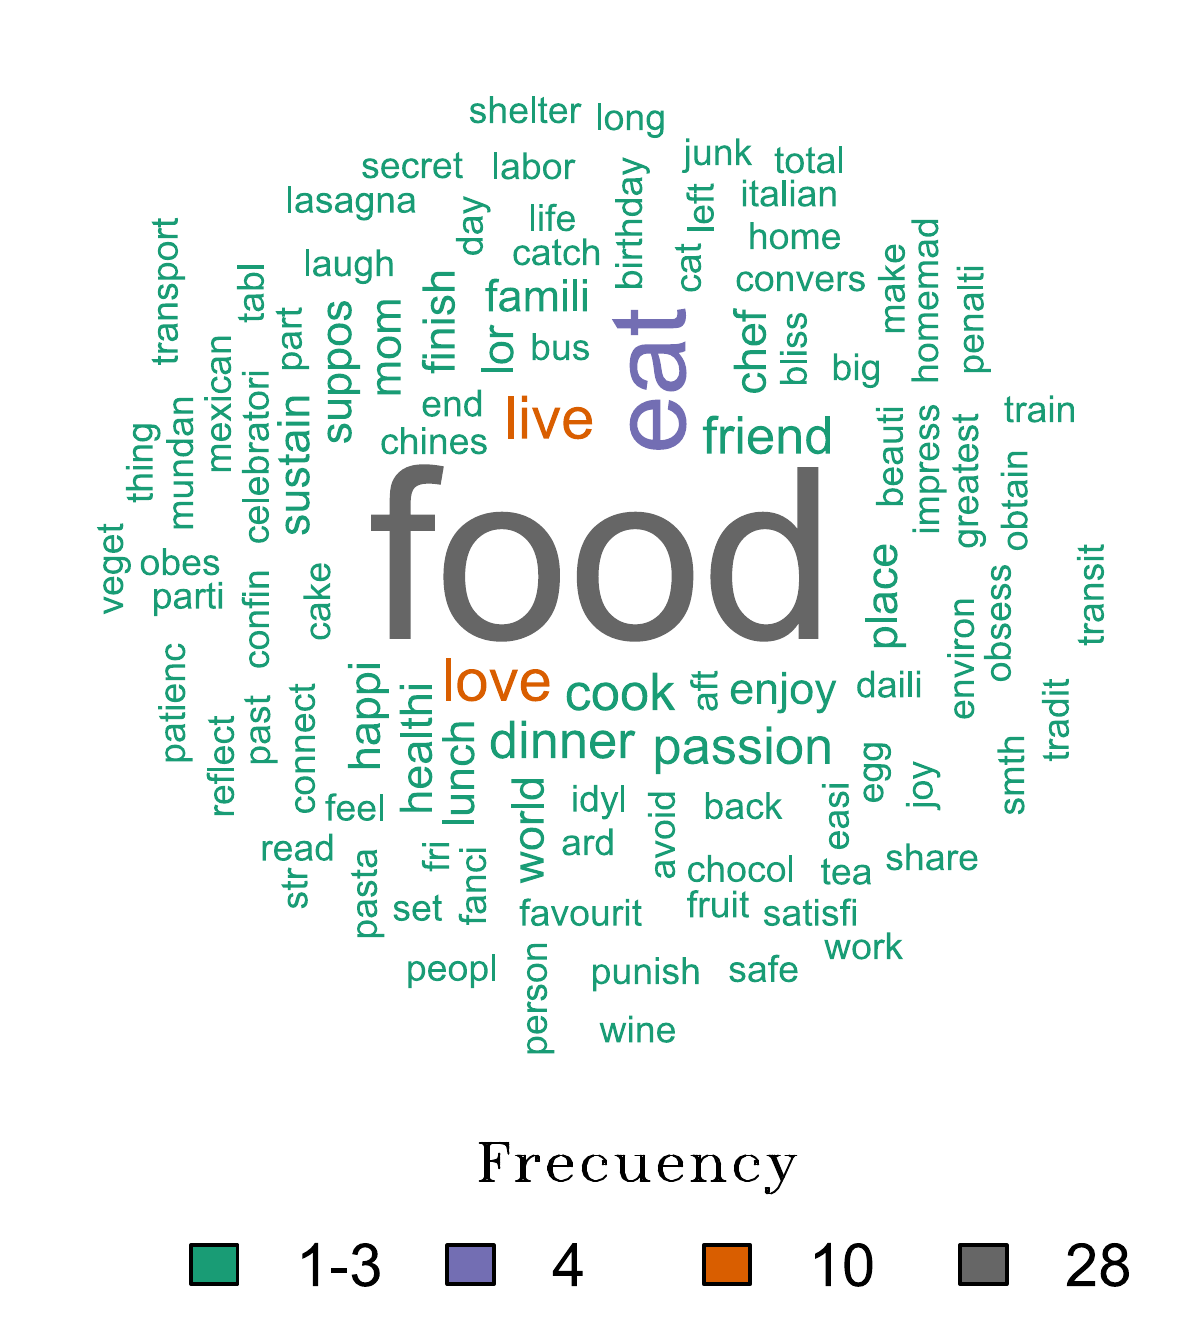 shelter long
secret labor junk total
lasagna day life birthday left italian
transport laugh catch cat home
tabl famili convers make homemad penalti
part suppos mom finish lor bus eat chef bliss big
mexican celebratori sustain end live friend train
thing mundan chines beauti impress greatest obtain
food
veget obes parti confin cake place obsess transit
patienc love cook aft enjoy daili environ
reflect past connect happi healthi lunch dinner passion egg joy smth tradit
feel world idyl avoid back easi
read str pasta fri fanci ard chocol tea share
set favourit fruit satisfi
peopl person punish safe work
wine
Frecuency
1-3 4 10 28